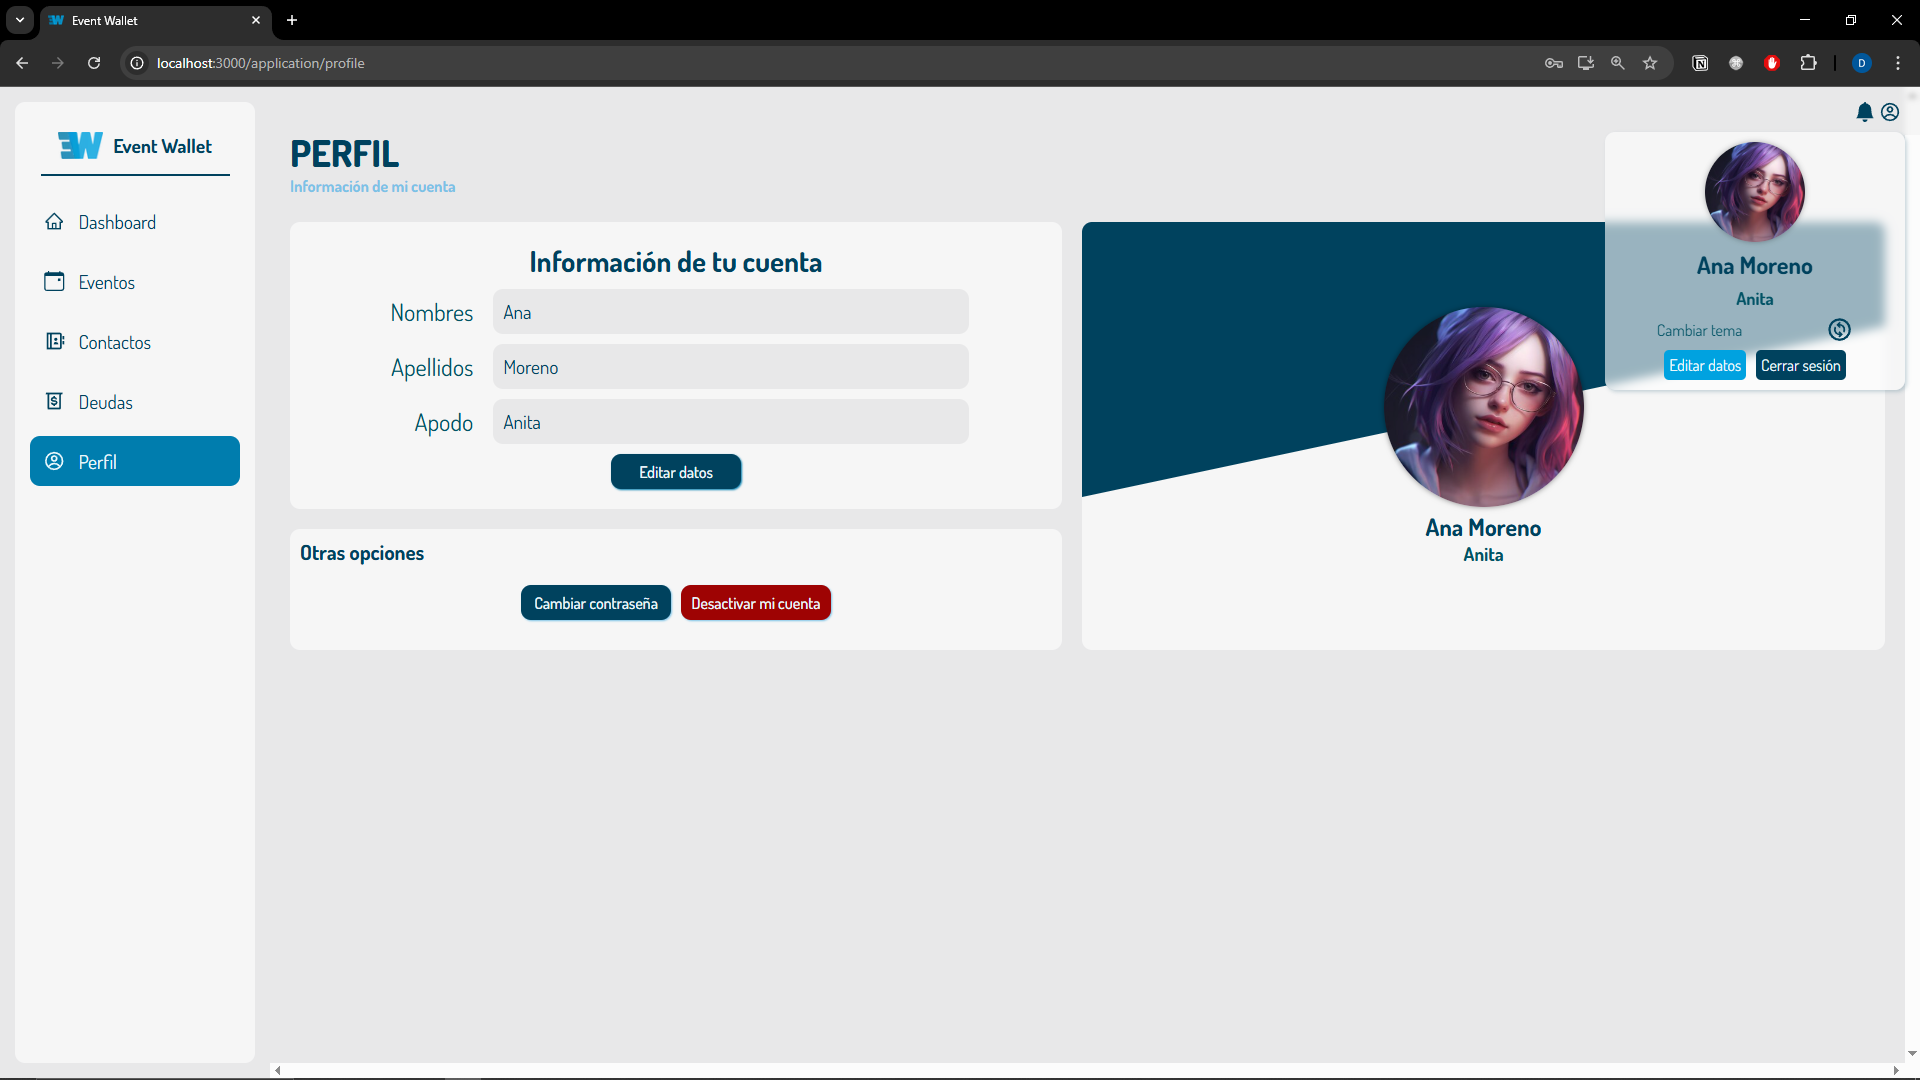 Event Wallet
localhost:3000/application/profile
D
EW Event Wallet
Dashboard
Eventos
Contactos
Deudas
Perfil
PERFIL
Información de mi cuenta
Información de tu cuenta
Nombres Ana
Apellidos Moreno
Apodo Anita
Editar datos
Otras opciones
Cambiar contraseña Desactivar mi cuenta
Ana Moreno
Anita
Ana Moreno
Anita
Cambiar tema
Editar datos Cerrar sesión